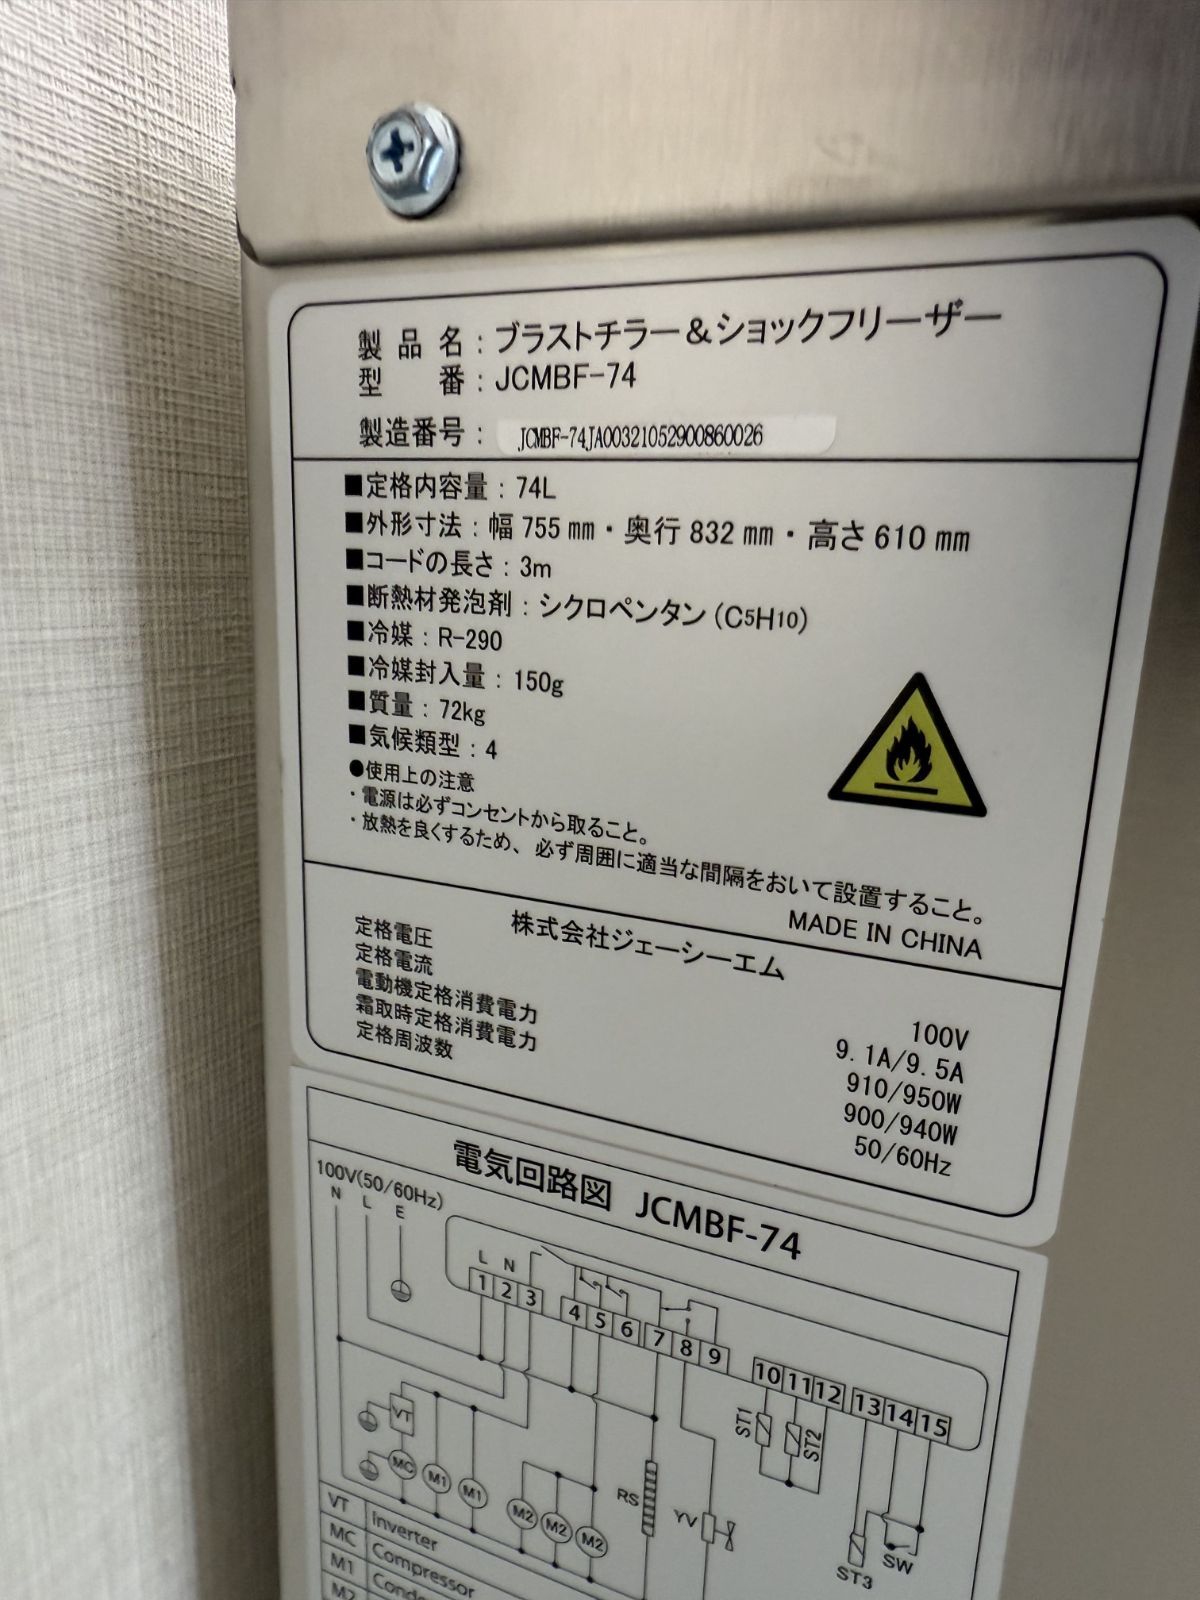 製品名：ブラストチラー＆ショックフリーザー
型番：JCMBF-74
製造番号：JCMBF-74JA00321052900860026
■定格内容量：74L
■外形寸法：幅 755 ㎜・奥行 832 ㎜・高さ 610 ㎜
■コードの長さ：3m
■断熱材発泡剤：シクロペンタン（C5H10）
■冷媒：R-290
■冷媒封入量：150g
■質量：72kg
■気候類型：4
●使用上の注意
・電源は必ずコンセントから取ること。
・放熱を良くするため、必ず周囲に適当な間隔をおいて設置すること。
MADE IN CHINA
株式会社ジェーシーエム
定格電圧 100V
定格電流 9.1A/9.5A
電動機定格消費電力 910/950W
霜取時定格消費電力 900/940W
定格周波数 50/60Hz
電気回路図 JCMBF-74
100V(50/60Hz)
N L E
L N
1 2 3 4 5 6 7 8 9 10 11 12 13 14 15
ST1 ST2
VT
MC M1 M1 M2 M2 M2 RS YV
ST3 SW
VT Inverter
MC Compressor
M1
M2